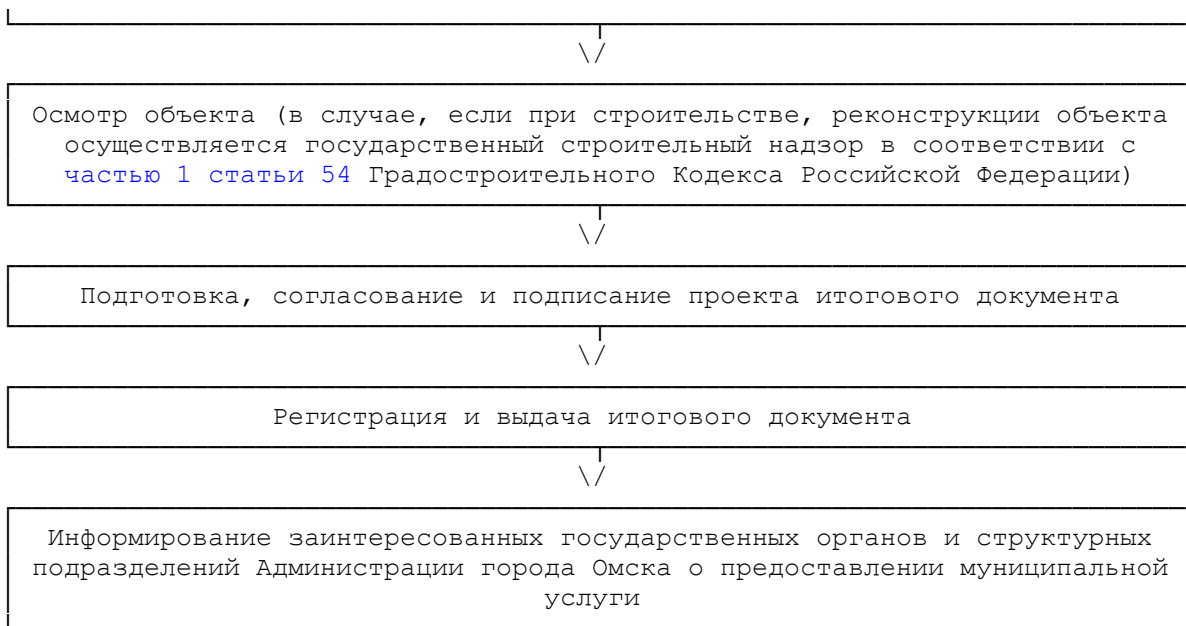 \/
Осмотр объекта (в случае, если при строительстве, реконструкции объекта
осуществляется государственный строительный надзор в соответствии с
частью 1 статьи 54 Градостроительного Кодекса Российской Федерации)
\/
Подготовка, согласование и подписание проекта итогового документа
\/
Регистрация и выдача итогового документа
\/
Информирование заинтересованных государственных органов и структурных
подразделений Администрации города Омска о предоставлении муниципальной
услуги